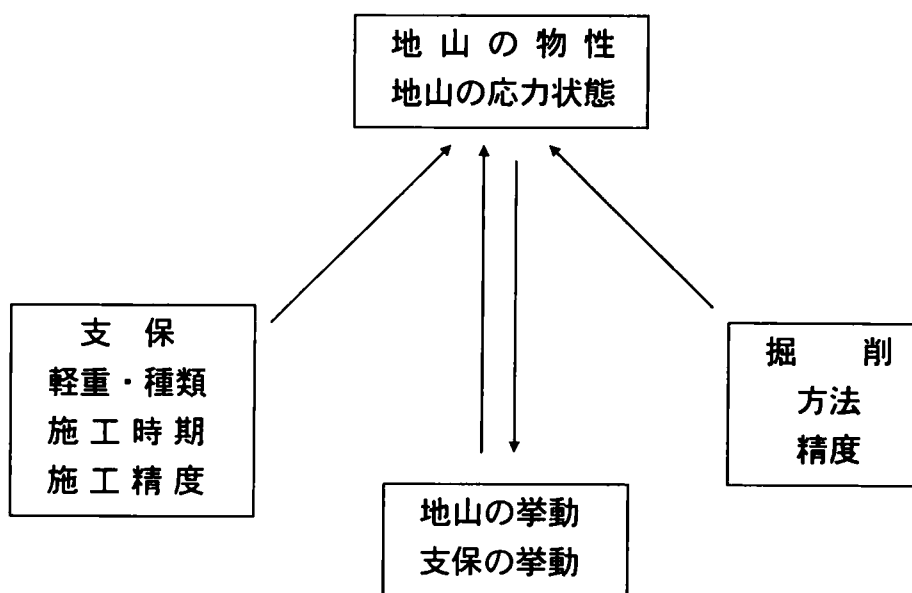 地山の物性
地山の応力状態
支保
軽重・種類
施工時期
施工精度
掘削
方法
精度
地山の挙動
支保の挙動